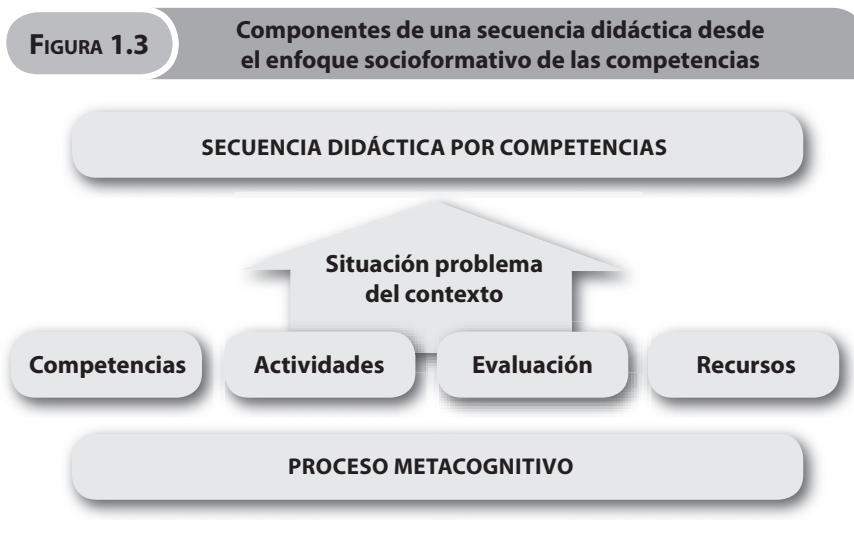 FIGURA 1.3
Componentes de una secuencia didáctica desde
el enfoque socioformativo de las competencias
SECUENCIA DIDÁCTICA POR COMPETENCIAS
Situación problema
del contexto
Competencias
Actividades
Evaluación
Recursos
PROCESO METACOGNITIVO